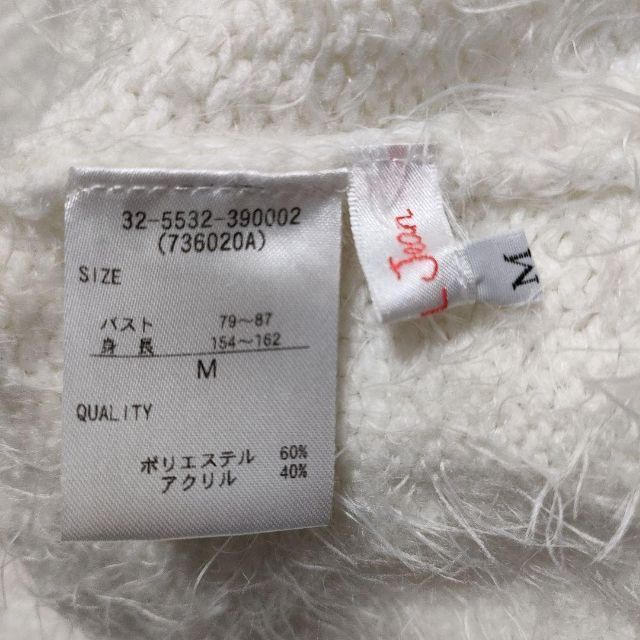 32-5532-390002
(736020A)
SIZE
バスト 79～87
身長 154～162
M
QUALITY
ポリエステル 60%
アクリル 40%
M